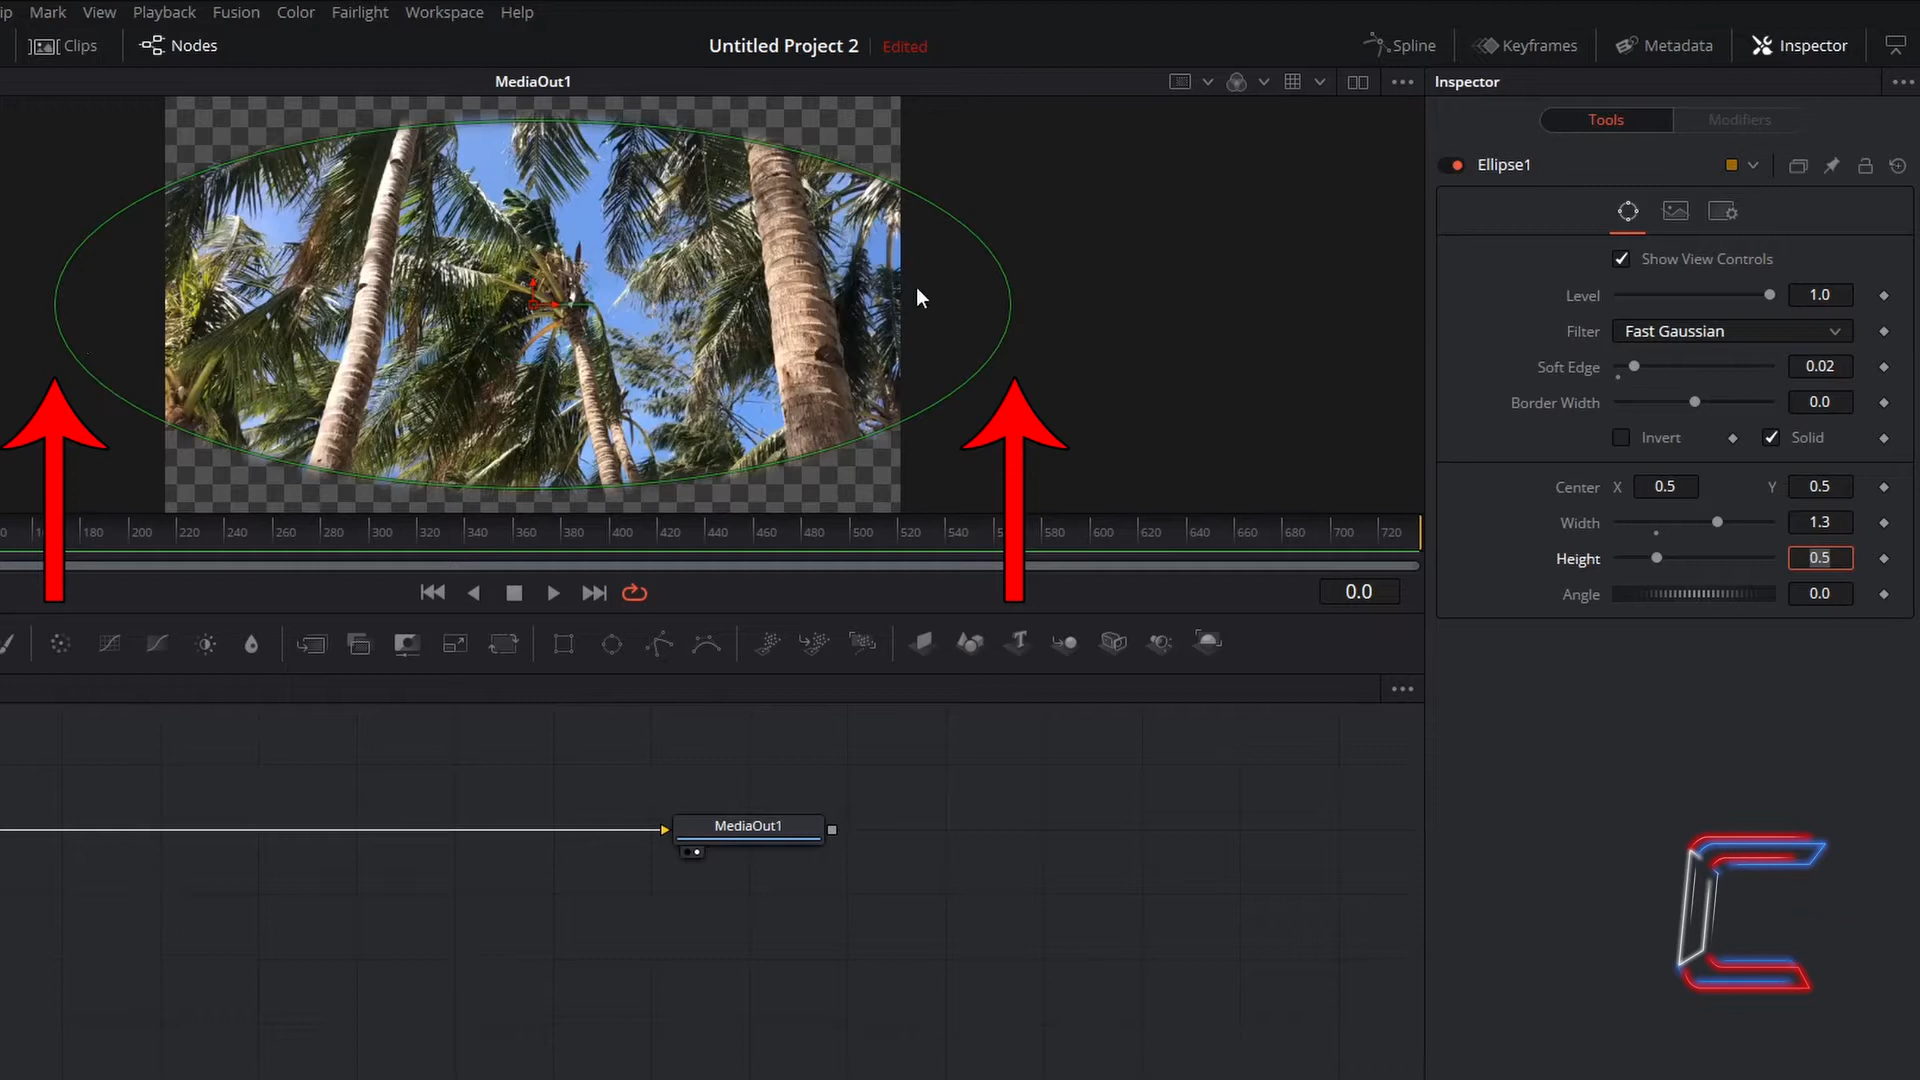 ip Mark View Playback Fusion Color Fairlight Workspace Help
Clips Nodes Untitled Project 2 Edited Spline Keyframes Metadata Inspector
MediaOut1 Inspector
Tools Modifiers
Ellipse1
Show View Controls
Level 1.0
Filter Fast Gaussian
Soft Edge 0.02
Border Width 0.0
Invert Solid
Center X 0.5 Y 0.5
Width 1.3
Height 0.5
Angle 0.0
180 200 220 240 260 280 300 320 340 360 380 400 420 440 460 480 500 520 540 580 600 620 640 660 680 700 720
0.0
MediaOut1